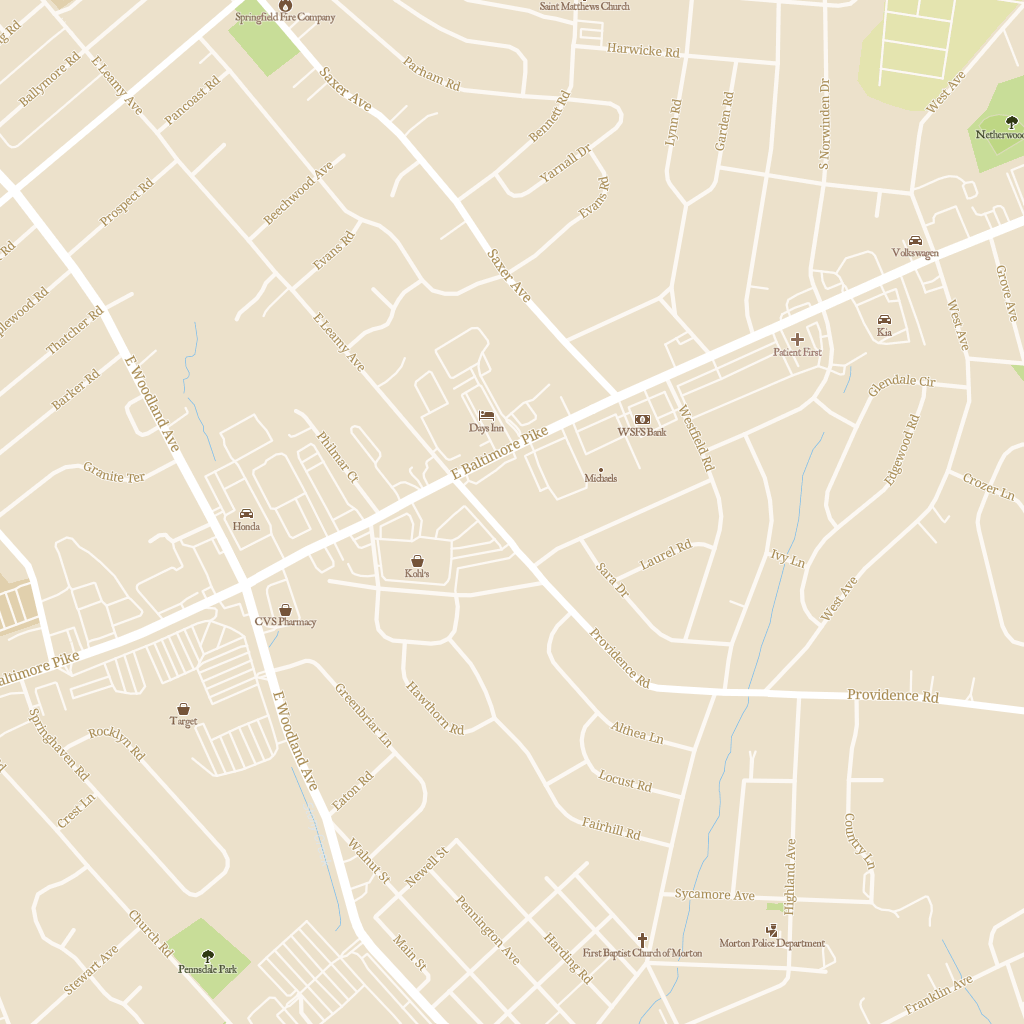 Springfield Fire Company
Saint Matthews Church
Harwicke Rd
Ballymore Rd
E Leamy Ave
Pancoast Rd
Saxer Ave
Parham Rd
Bennett Rd
Lynn Rd
Garden Rd
S Norwinden Dr
West Ave
Netherwood
Yarnall Dr
Evans Rd
Prospect Rd
Beechwood Ave
Evans Rd
Saxer Ave
Volkswagen
Grove Ave
West Ave
Kia
Patient First
Thatcher Rd
E Leamy Ave
Barker Rd
E Woodland Ave
Glendale Cir
Edgewood Rd
Days Inn
WSFS Bank
Westfield Rd
E Baltimore Pike
Michaels
Philmar Ct
Granite Ter
Crozer Ln
Honda
Kohl's
Laurel Rd
Sara Dr
Ivy Ln
West Ave
CVS Pharmacy
Providence Rd
Providence Rd
Baltimore Pike
Target
Greenbriar Ln
Hawthorn Rd
E Woodland Ave
Althea Ln
Springhaven Rd
Rocklyn Rd
Locust Rd
Eaton Rd
Crest Ln
Fairhill Rd
Country Ln
Walnut St
Newell St
Highland Ave
Sycamore Ave
Pennington Ave
Church Rd
Main St
Harding Rd
First Baptist Church of Morton
Morton Police Department
Pennsdale Park
Stewart Ave
Franklin Ave